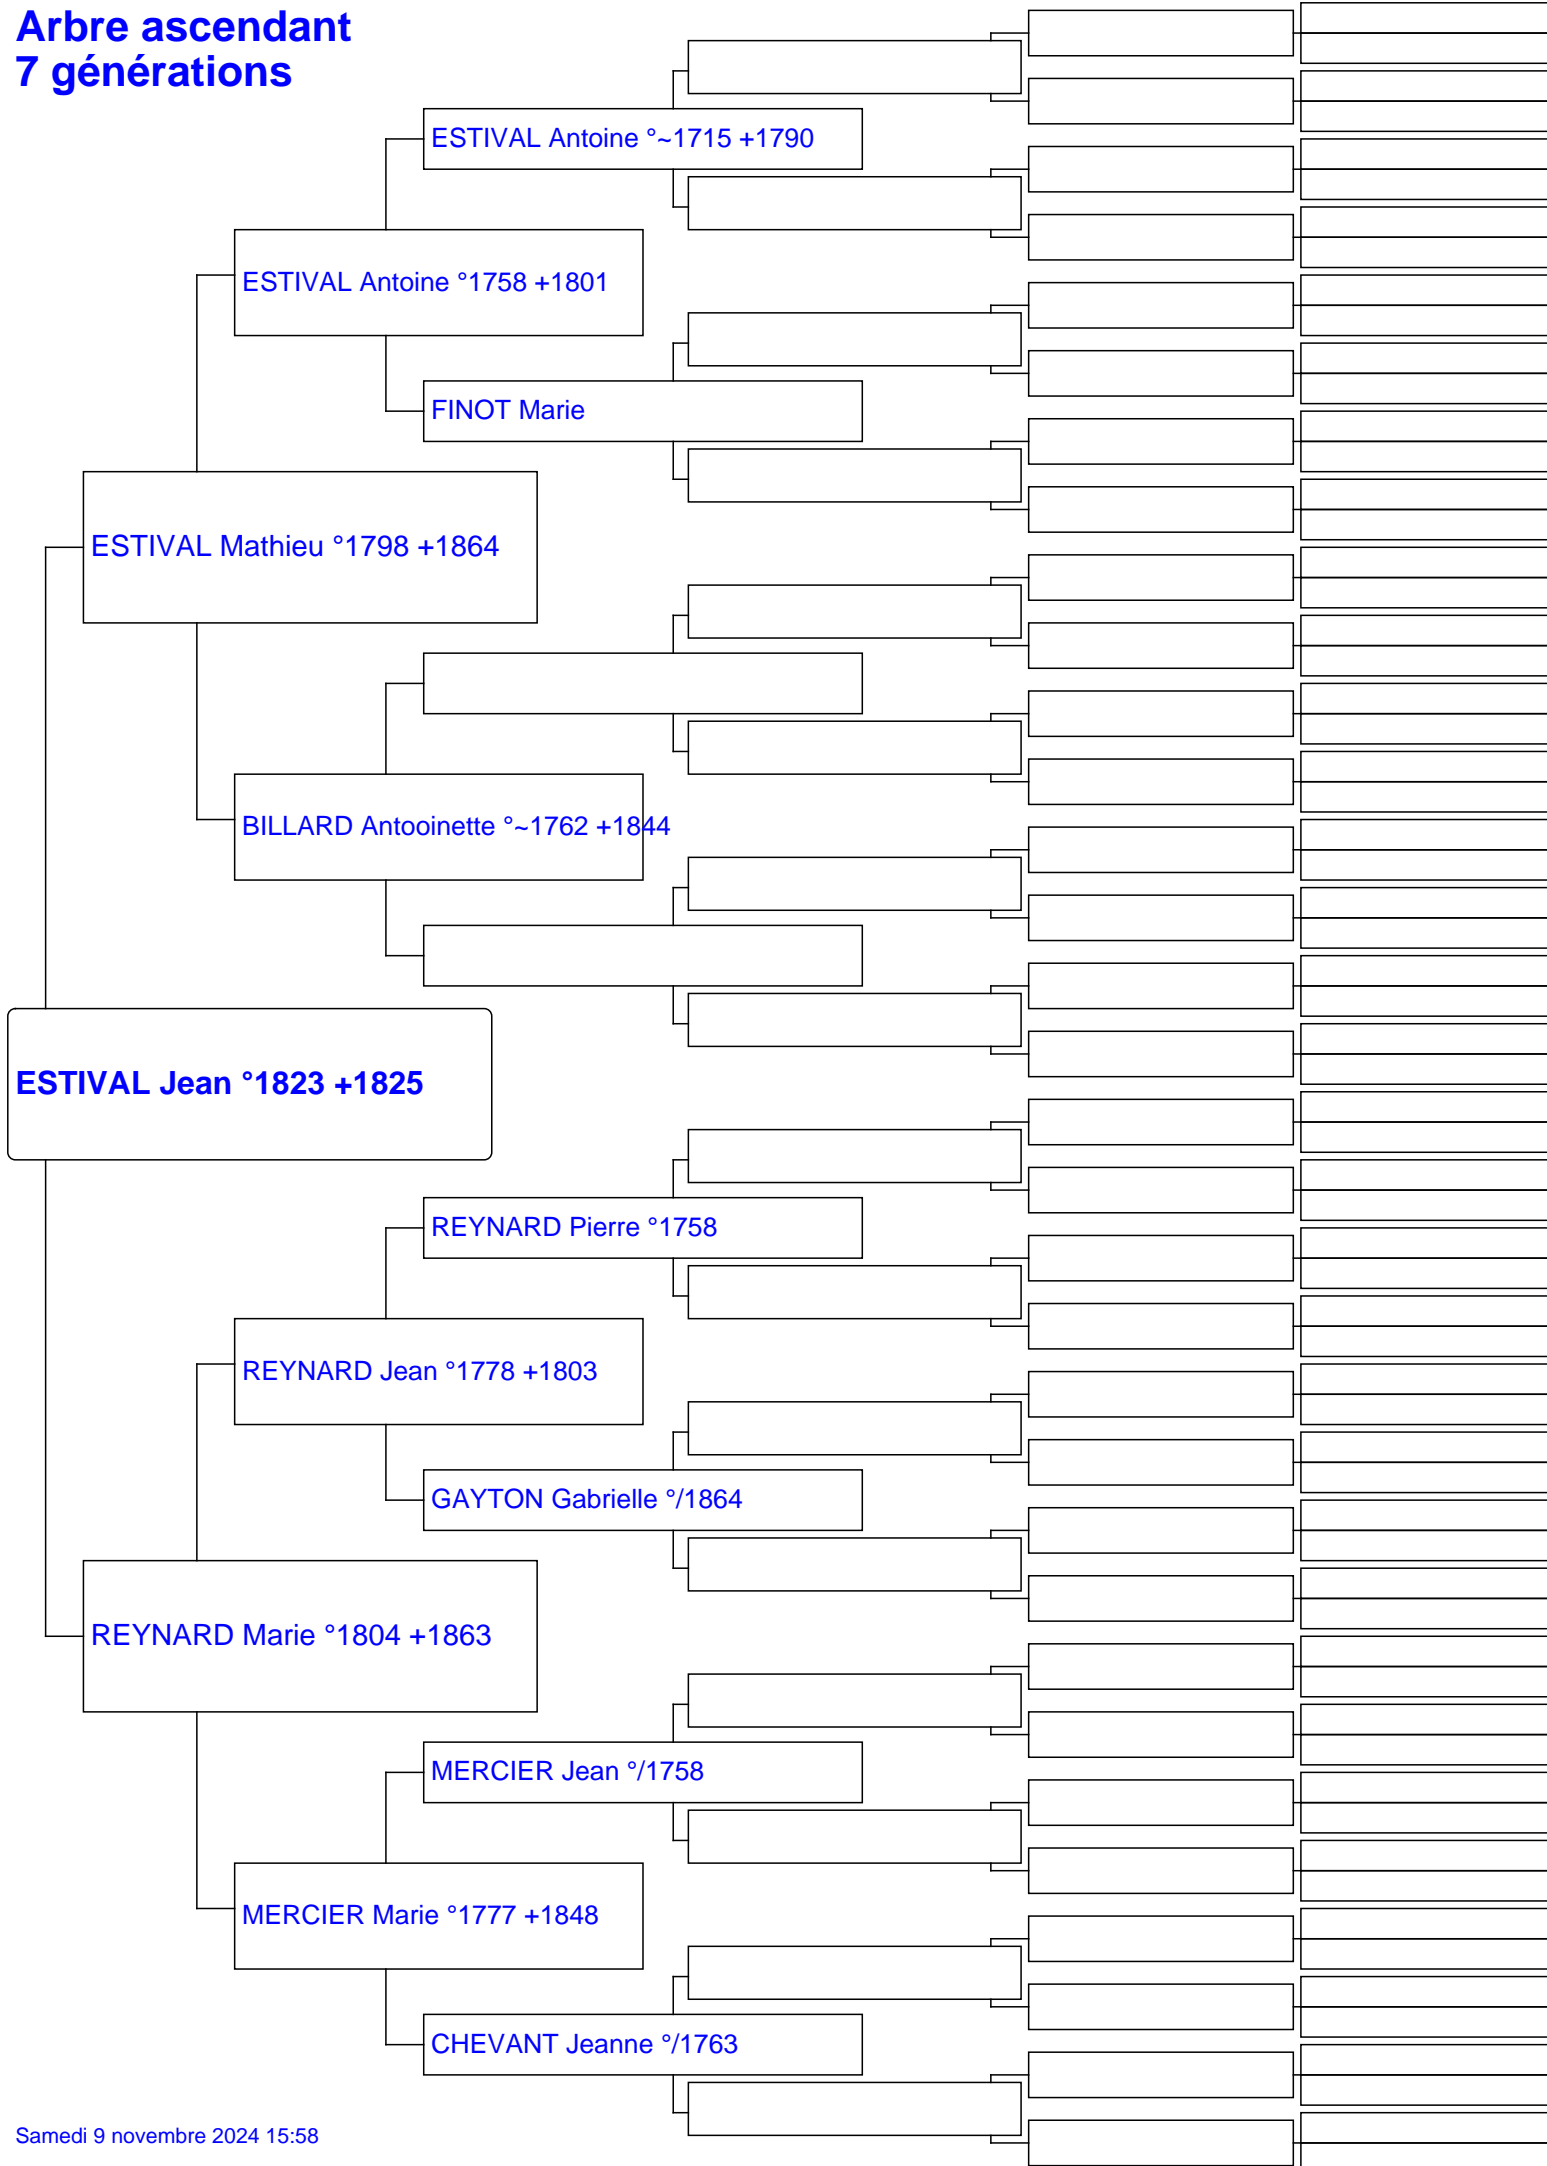 Arbre ascendant
7 générations
ESTIVAL Antoine °~1715 +1790
ESTIVAL Antoine °1758 +1801
FINOT Marie
ESTIVAL Mathieu °1798 +1864
BILLARD Antooinette °~1762 +1844
ESTIVAL Jean °1823 +1825
REYNARD Pierre °1758
REYNARD Jean °1778 +1803
GAYTON Gabrielle °/1864
REYNARD Marie °1804 +1863
MERCIER Jean °/1758
MERCIER Marie °1777 +1848
CHEVANT Jeanne °/1763
Samedi 9 novembre 2024 15:58